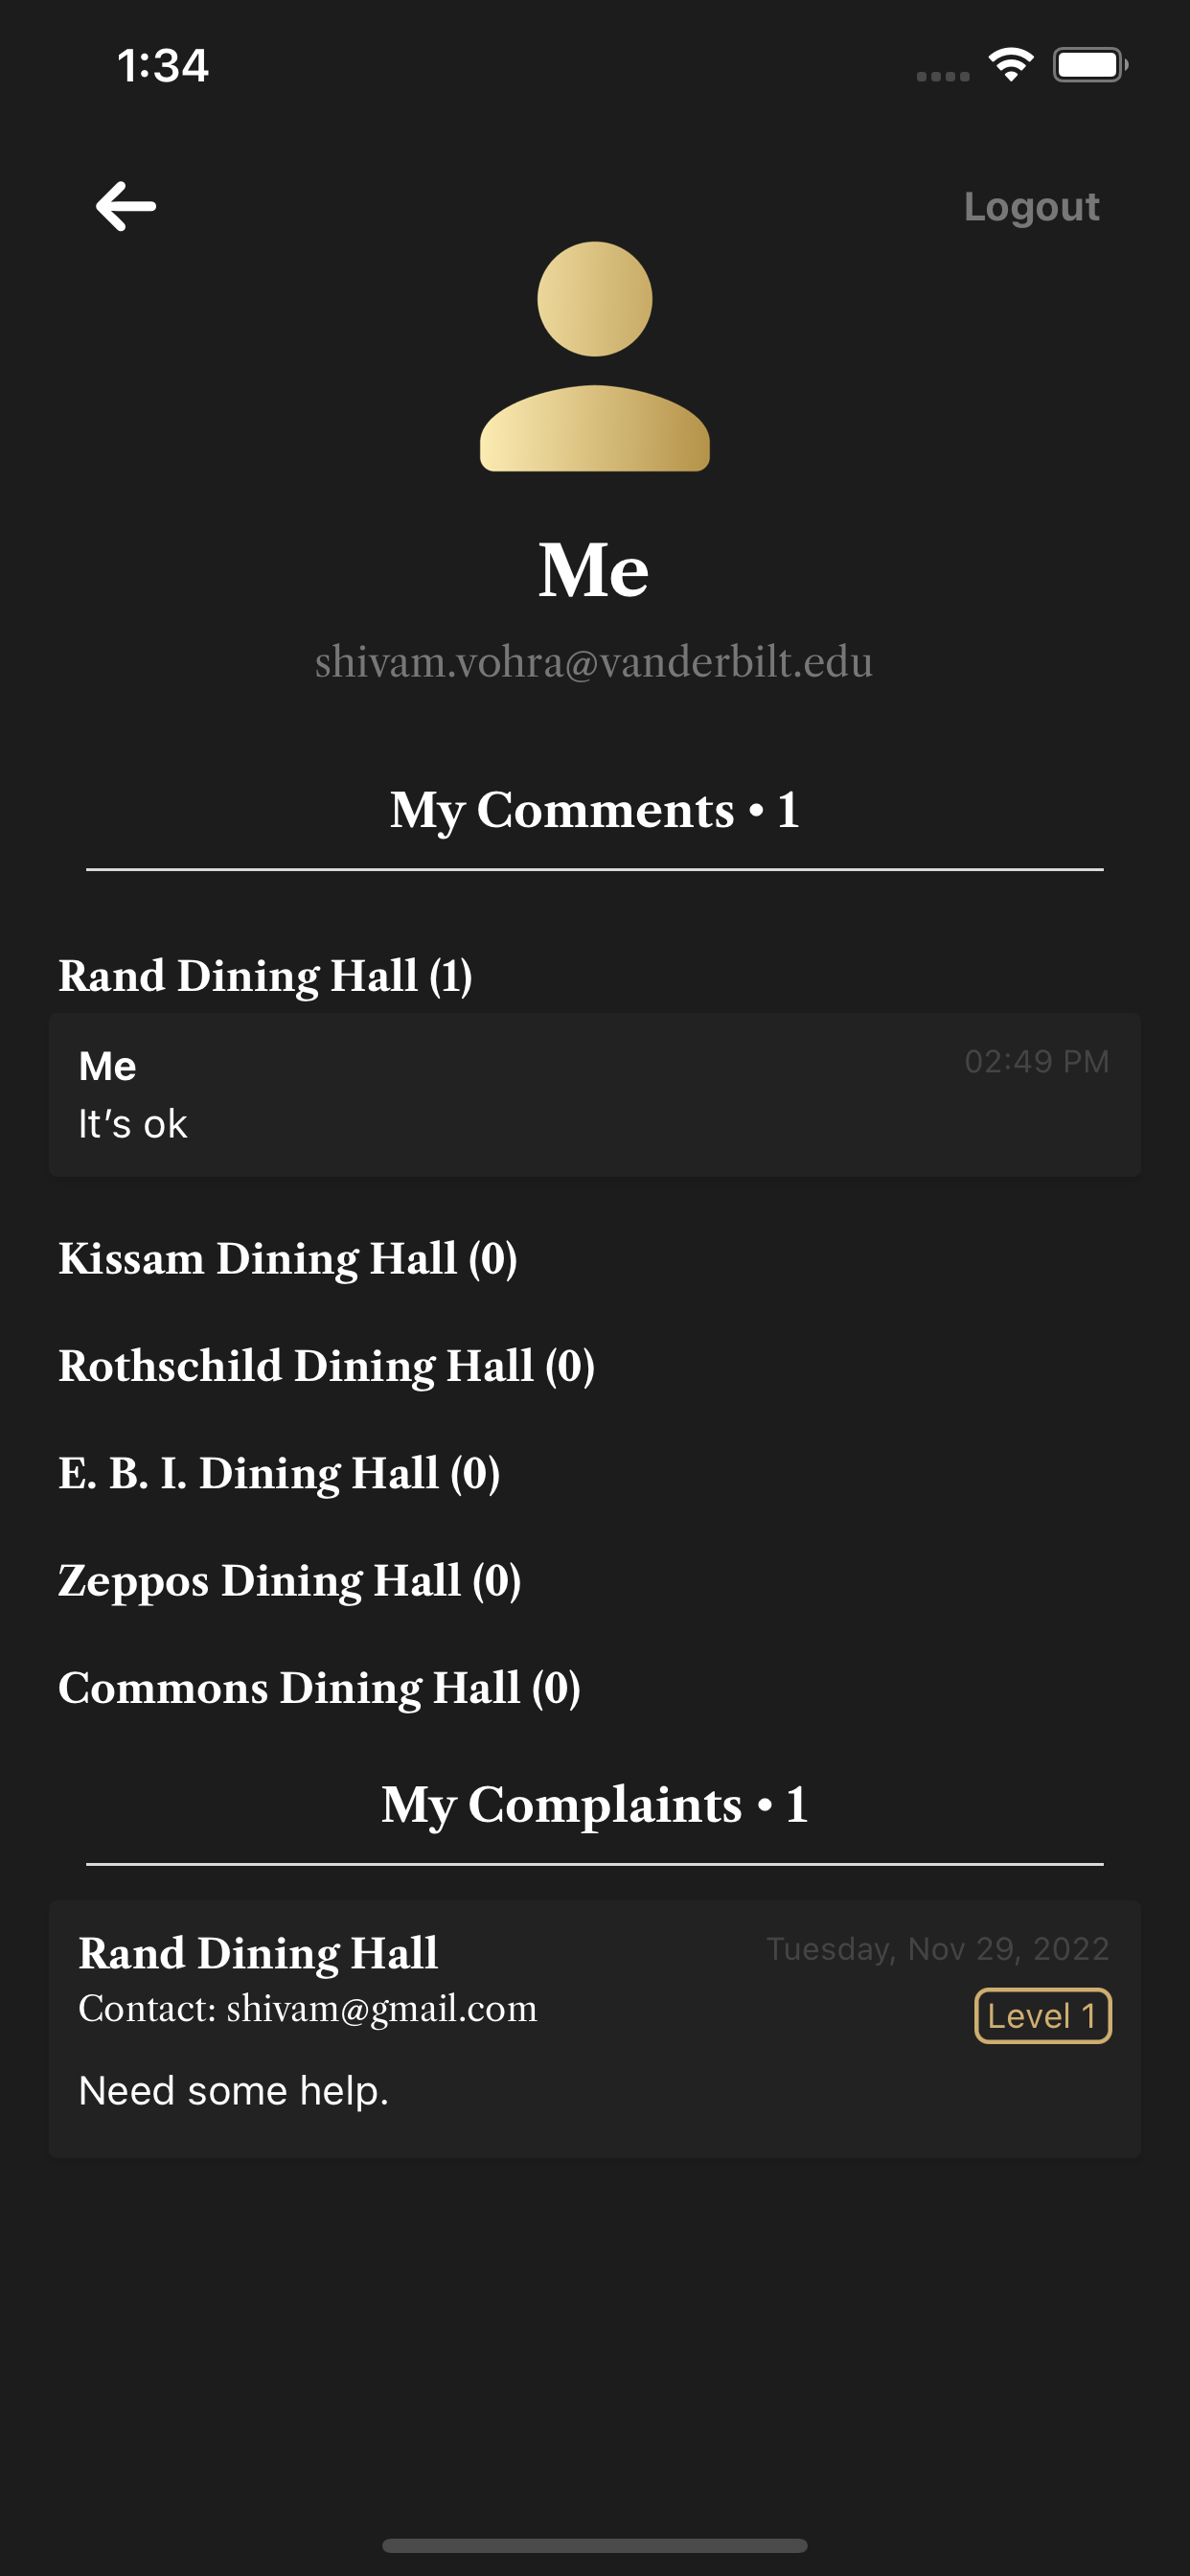 1:34
Logout
Me
shivam.vohra@vanderbilt.edu
My Comments • 1
Rand Dining Hall (1)
Me 02:49 PM
It’s ok
Kissam Dining Hall (0)
Rothschild Dining Hall (0)
E. B. I. Dining Hall (0)
Zeppos Dining Hall (0)
Commons Dining Hall (0)
My Complaints • 1
Rand Dining Hall Tuesday, Nov 29, 2022
Contact: shivam@gmail.com Level 1
Need some help.